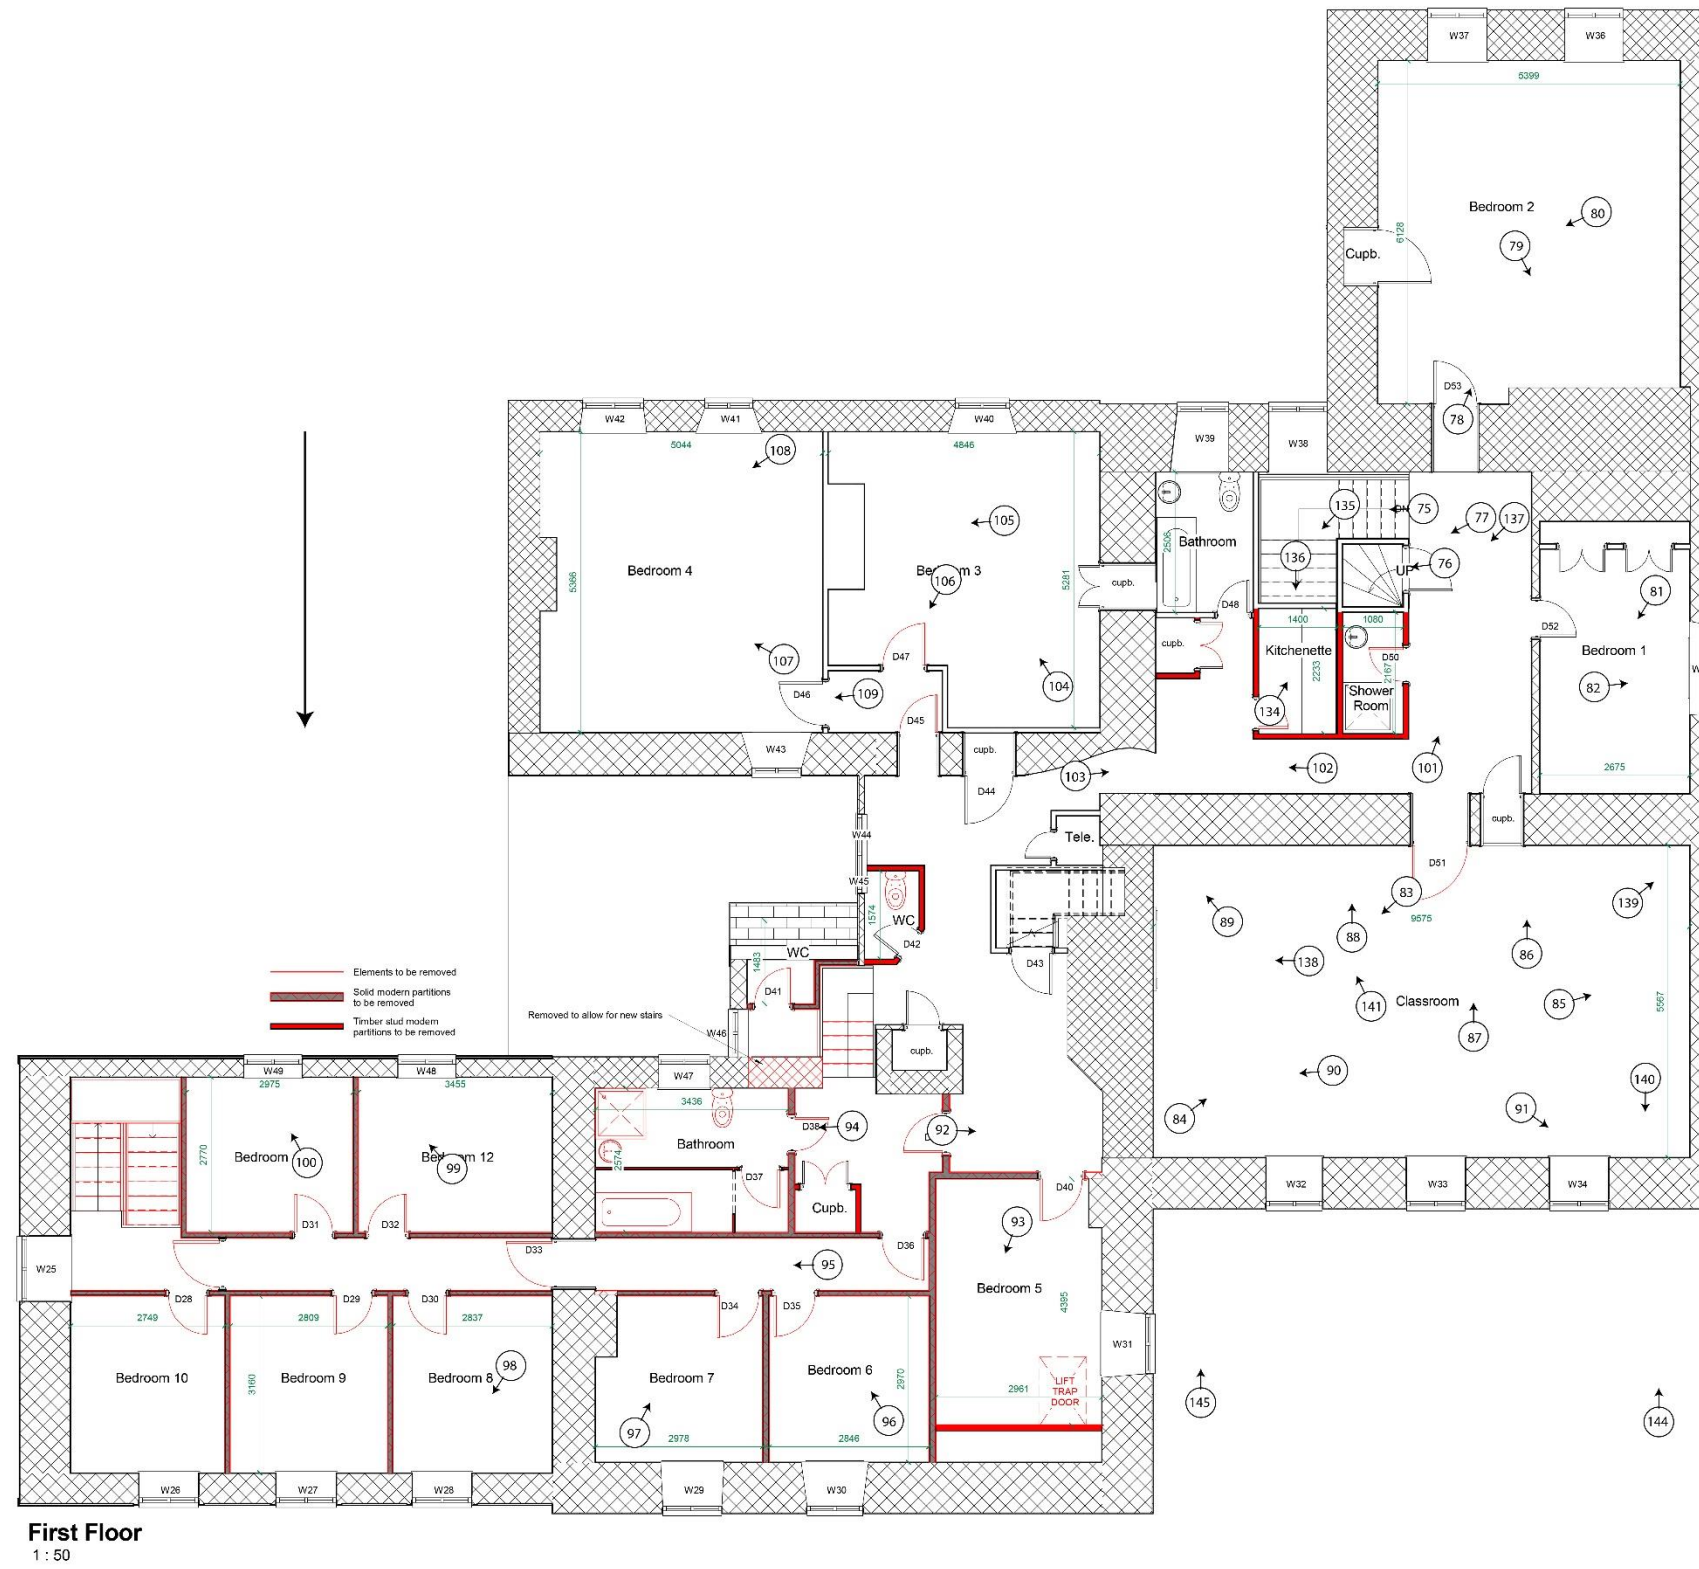 W37
W36
5399
Bedroom 2
80
79
6128
Cupb.
D53
78
W42
W41
W40
W39
W38
5044
4846
108
105
Bedroom 4
106
5366
5281
107
D47
104
D46
109
D45
W43
cupb.
D44
103
cupb.
Bathroom
2506
D48
cupb.
135
75
136
UP
76
77
137
1400
1080
Kitchenette
2233
D50
2167
Shower
Room
134
102
101
81
D52
Bedroom 1
82
2675
cupb.
W44
W45
Tele.
1574
WC
D42
D43
WC
1483
D41
W46
cupb.
D51
83
9575
89
88
139
86
138
141
Classroom
85
87
5567
90
140
84
91
W32
W33
W34
Elements to be removed
Solid modern partitions
to be removed
Timber stud modern
partitions to be removed
Removed to allow for new stairs
W49
W48
W47
2975
3455
3436
2770
Bedroom
100
Bedroom 12
99
Bathroom
2574
D38
94
92
D37
Cupb.
D40
D31
D32
D33
D36
95
W25
93
Bedroom 5
4395
D28
D29
D30
D34
D35
2749
2809
2837
Bedroom 10
Bedroom 9
Bedroom 8
98
3160
Bedroom 7
Bedroom 6
2970
97
96
2978
2846
2961
LIFT
TRAP
DOOR
W31
145
144
W26
W27
W28
W29
W30
First Floor
1 : 50